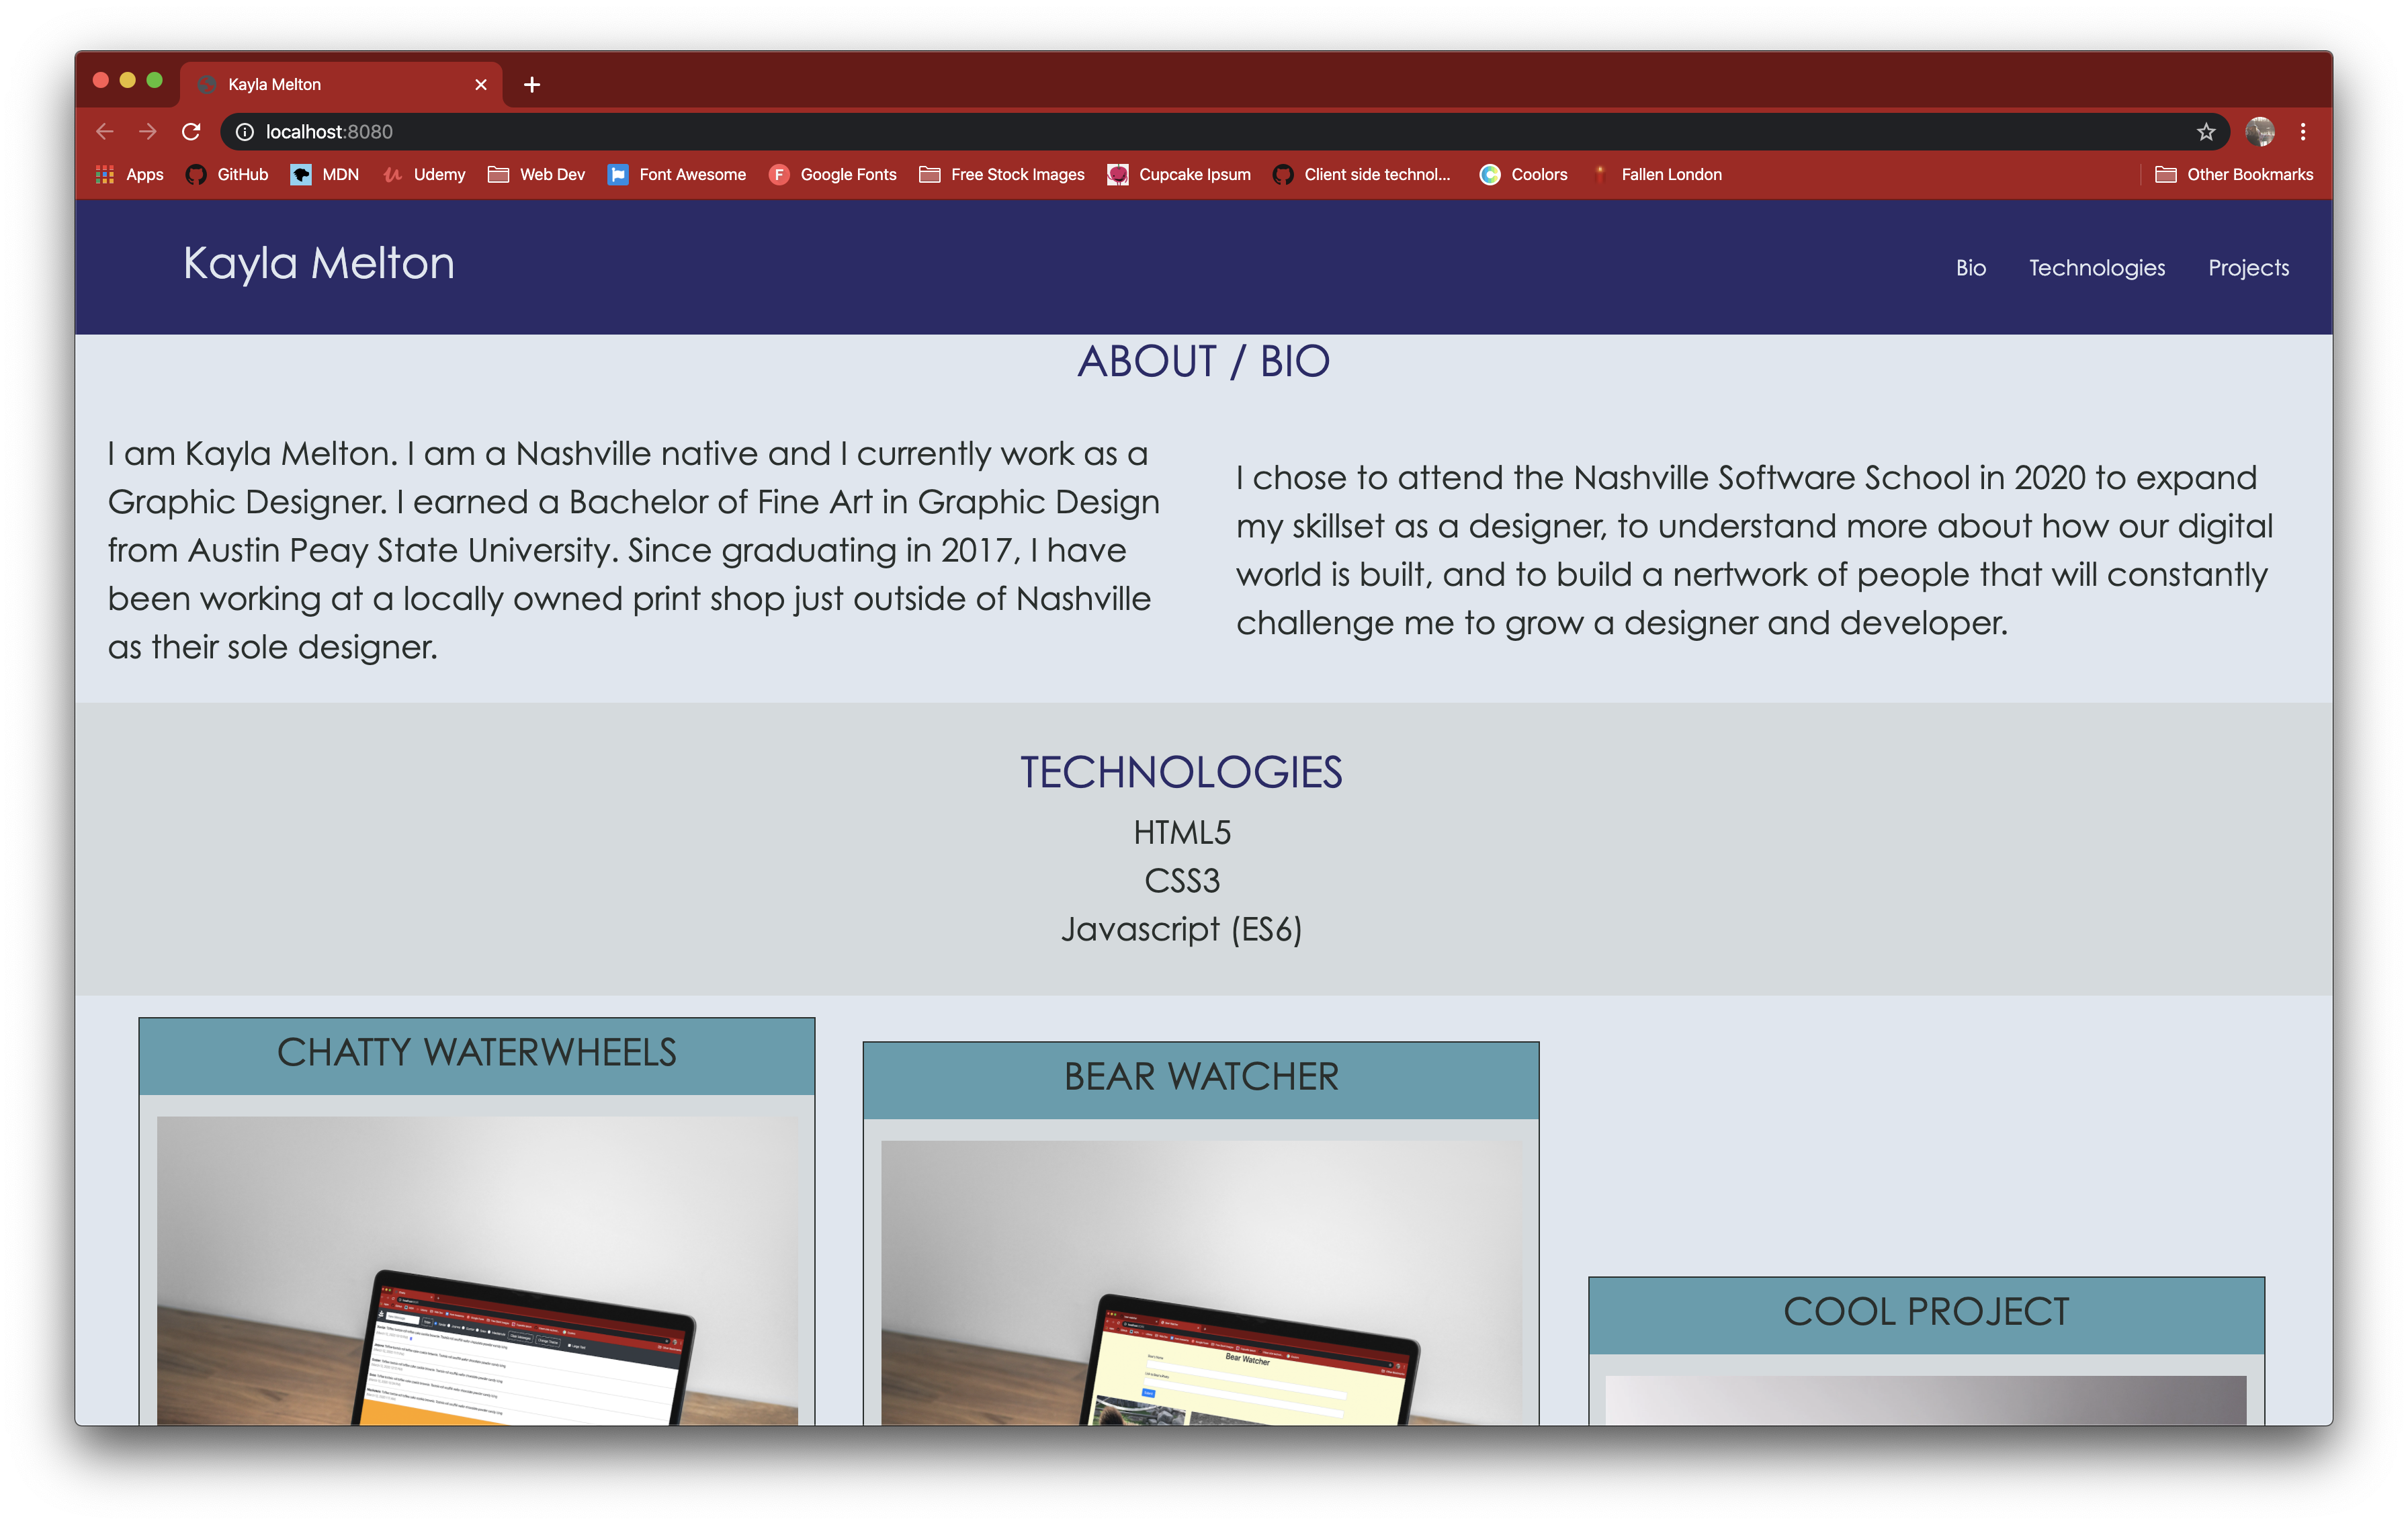 Kayla Melton
localhost:8080
Apps GitHub MDN Udemy Web Dev Font Awesome Google Fonts Free Stock Images Cupcake Ipsum Client side technol... Coolors Fallen London Other Bookmarks
Kayla Melton
Bio Technologies Projects
ABOUT / BIO
I am Kayla Melton. I am a Nashville native and I currently work as a
Graphic Designer. I earned a Bachelor of Fine Art in Graphic Design
from Austin Peay State University. Since graduating in 2017, I have
been working at a locally owned print shop just outside of Nashville
as their sole designer.
I chose to attend the Nashville Software School in 2020 to expand
my skillset as a designer, to understand more about how our digital
world is built, and to build a nertwork of people that will constantly
challenge me to grow a designer and developer.
TECHNOLOGIES
HTML5
CSS3
Javascript (ES6)
CHATTY WATERWHEELS
BEAR WATCHER
Bear Watcher
COOL PROJECT